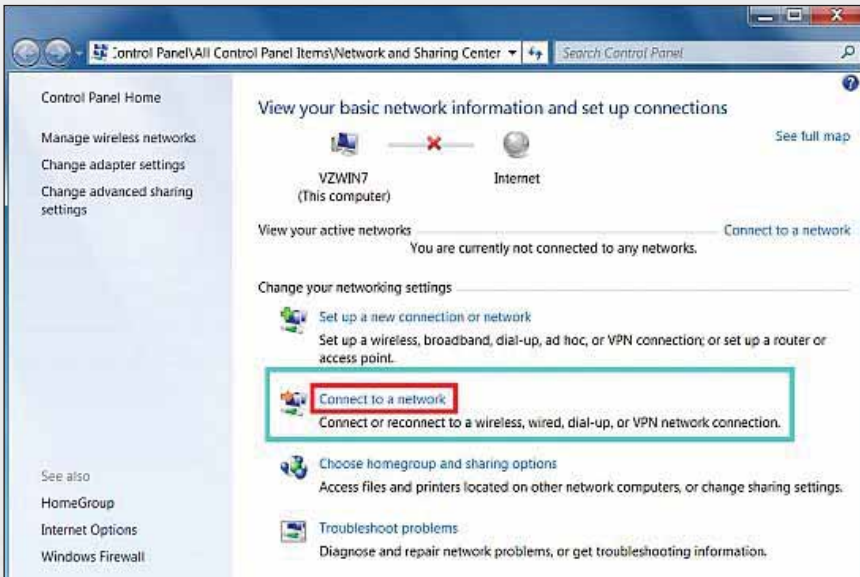 Control Panel\All Control Panel Items\Network and Sharing Center
Search Control Panel
Control Panel Home
Manage wireless networks
Change adapter settings
Change advanced sharing
settings
See also
HomeGroup
Internet Options
Windows Firewall
View your basic network information and set up connections
See full map
VZWIN7
(This computer)
Internet
View your active networks
Connect to a network
You are currently not connected to any networks.
Change your networking settings
Set up a new connection or network
Set up a wireless, broadband, dial-up, ad hoc, or VPN connection; or set up a router or
access point.
Connect to a network
Connect or reconnect to a wireless, wired, dial-up, or VPN network connection.
Choose homegroup and sharing options
Access files and printers located on other network computers, or change sharing settings.
Troubleshoot problems
Diagnose and repair network problems, or get troubleshooting information.